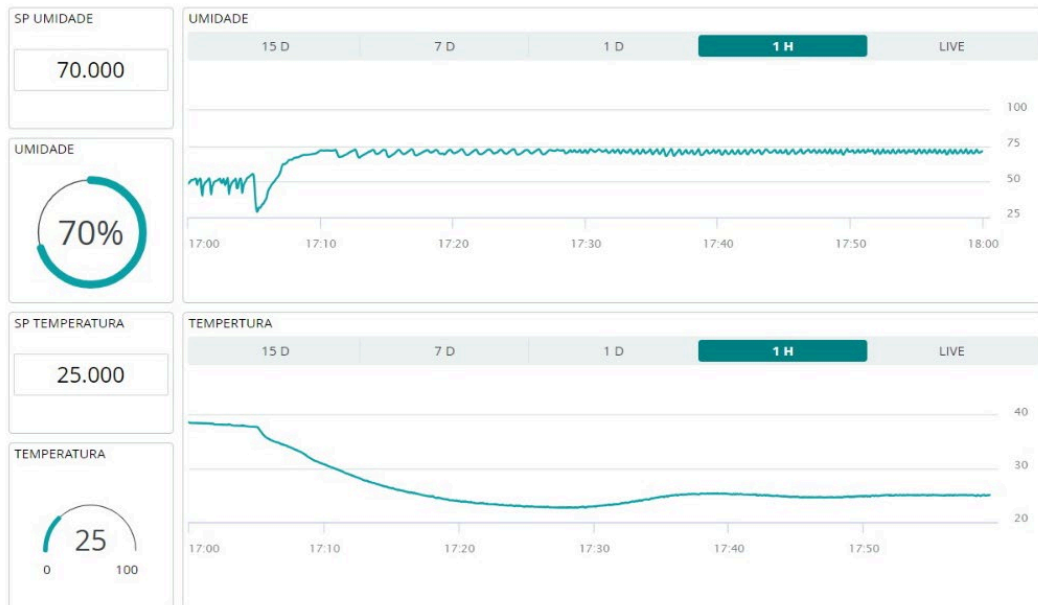 SP UMIDADE
70.000
UMIDADE
15 D 7 D 1 D 1 H LIVE
100
75
50
25
17:00 17:10 17:20 17:30 17:40 17:50 18:00
UMIDADE
70%
SP TEMPERATURA
25.000
TEMPERTURA
15 D 7 D 1 D 1 H LIVE
40
30
20
17:00 17:10 17:20 17:30 17:40 17:50
TEMPERATURA
25
0 100